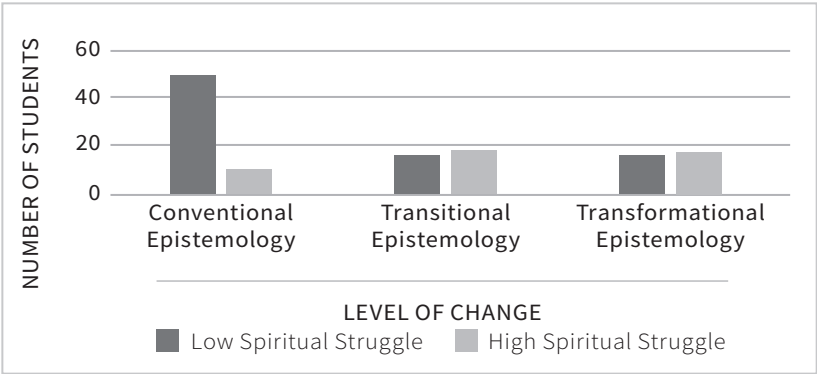 NUMBER OF STUDENTS
60
40
20
0
Conventional
Epistemology
Transitional
Epistemology
Transformational
Epistemology
LEVEL OF CHANGE
Low Spiritual Struggle
High Spiritual Struggle